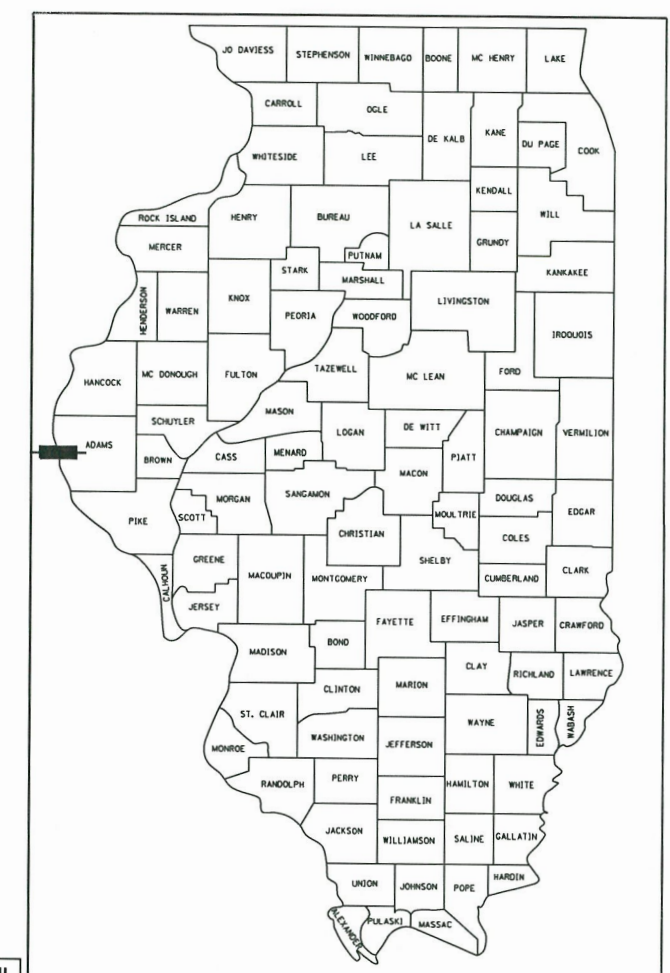 JO DAVIESS
STEPHENSON
WINNEBAGO
BOONE
MC HENRY
LAKE
CARROLL
OGLE
DE KALB
KANE
DU PAGE
COOK
WHITESIDE
LEE
KENDALL
ROCK ISLAND
HENRY
BUREAU
LA SALLE
WILL
MERCER
PUTNAM
GRUNDY
STARK
MARSHALL
KANKAKEE
HENDERSON
WARREN
KNOX
PEORIA
WOODFORD
LIVINGSTON
IROQUOIS
HANCOCK
MC DONOUGH
FULTON
TAZEWELL
MC LEAN
FORD
MASON
SCHUYLER
LOGAN
DE WITT
CHAMPAIGN
VERMILION
ADAMS
BROWN
CASS
MENARD
PIATT
MACON
PIKE
SCOTT
MORGAN
SANGAMON
MOULTRIE
DOUGLAS
EDGAR
CHRISTIAN
COLES
CALHOUN
GREENE
MACOUPIN
MONTGOMERY
SHELBY
CUMBERLAND
CLARK
JERSEY
FAYETTE
EFFINGHAM
JASPER
CRAWFORD
MADISON
BOND
CLAY
RICHLAND
LAWRENCE
CLINTON
MARION
ST. CLAIR
WAYNE
EDWARDS
WABASH
MONROE
WASHINGTON
JEFFERSON
RANDOLPH
PERRY
HAMILTON
WHITE
FRANKLIN
JACKSON
WILLIAMSON
SALINE
GALLATIN
UNION
JOHNSON
POPE
HARDIN
ALEXANDER
PULASKI
MASSAC